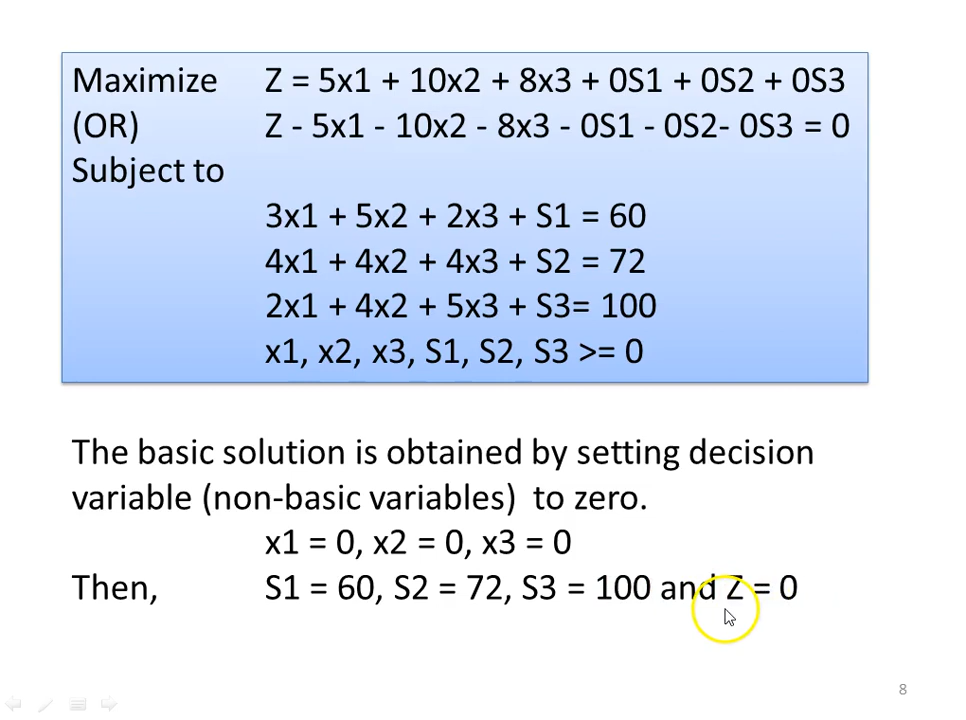 Maximize Z = 5x1 + 10x2 + 8x3 + 0S1 + 0S2 + 0S3
(OR) Z - 5x1 - 10x2 - 8x3 - 0S1 - 0S2- 0S3 = 0
Subject to
3x1 + 5x2 + 2x3 + S1 = 60
4x1 + 4x2 + 4x3 + S2 = 72
2x1 + 4x2 + 5x3 + S3= 100
x1, x2, x3, S1, S2, S3 >= 0
The basic solution is obtained by setting decision
variable (non-basic variables) to zero.
x1 = 0, x2 = 0, x3 = 0
Then, S1 = 60, S2 = 72, S3 = 100 and Z = 0
8